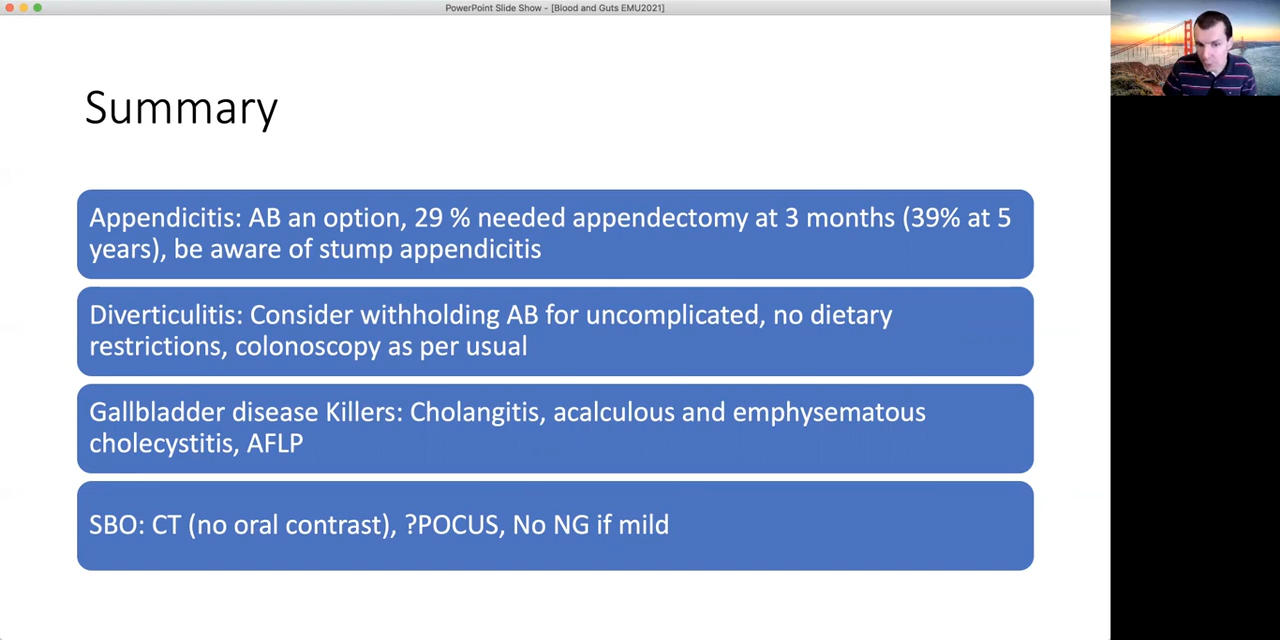 PowerPoint Slide Show - [Blood and Guts EMU2021]
Summary
Appendicitis: AB an option, 29 % needed appendectomy at 3 months (39% at 5
years), be aware of stump appendicitis
Diverticulitis: Consider withholding AB for uncomplicated, no dietary
restrictions, colonoscopy as per usual
Gallbladder disease Killers: Cholangitis, acalculous and emphysematous
cholecystitis, AFLP
SBO: CT (no oral contrast), ?POCUS, No NG if mild